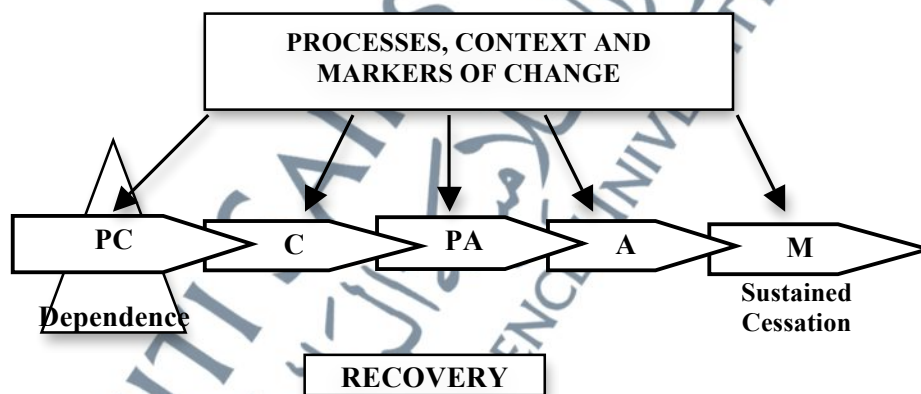 PROCESSES, CONTEXT AND
MARKERS OF CHANGE
PC
C
PA
A
M
Dependence
Sustained
Cessation
RECOVERY